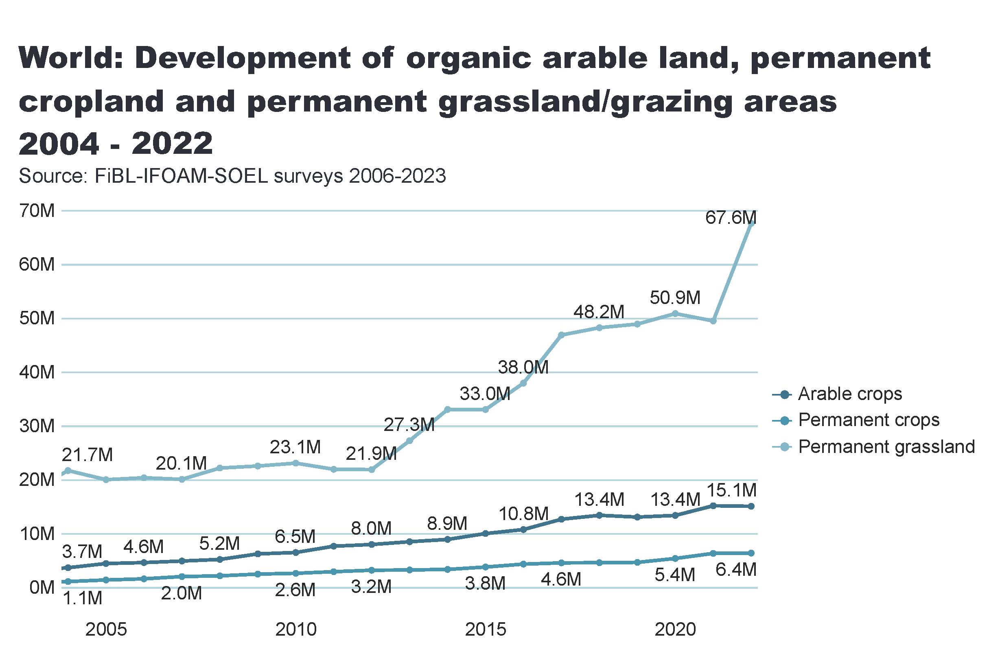 World: Development of organic arable land, permanent
cropland and permanent grassland/grazing areas
2004 - 2022
Source: FiBL-IFOAM-SOEL surveys 2006-2023
70M
67.6M
60M
50.9M
48.2M
50M
38.0M
40M
33.0M
Arable crops
27.3M
Permanent crops
30M
23.1M
21.9M
Permanent grassland
21.7M
20.1M
20M
15.1M
13.4M
13.4M
10.8M
8.9M
8.0M
6.5M
10M
5.2M
4.6M
3.7M
6.4M
5.4M
4.6M
3.8M
3.2M
0M
2.6M
2.0M
1.1M
2005
2010
2015
2020